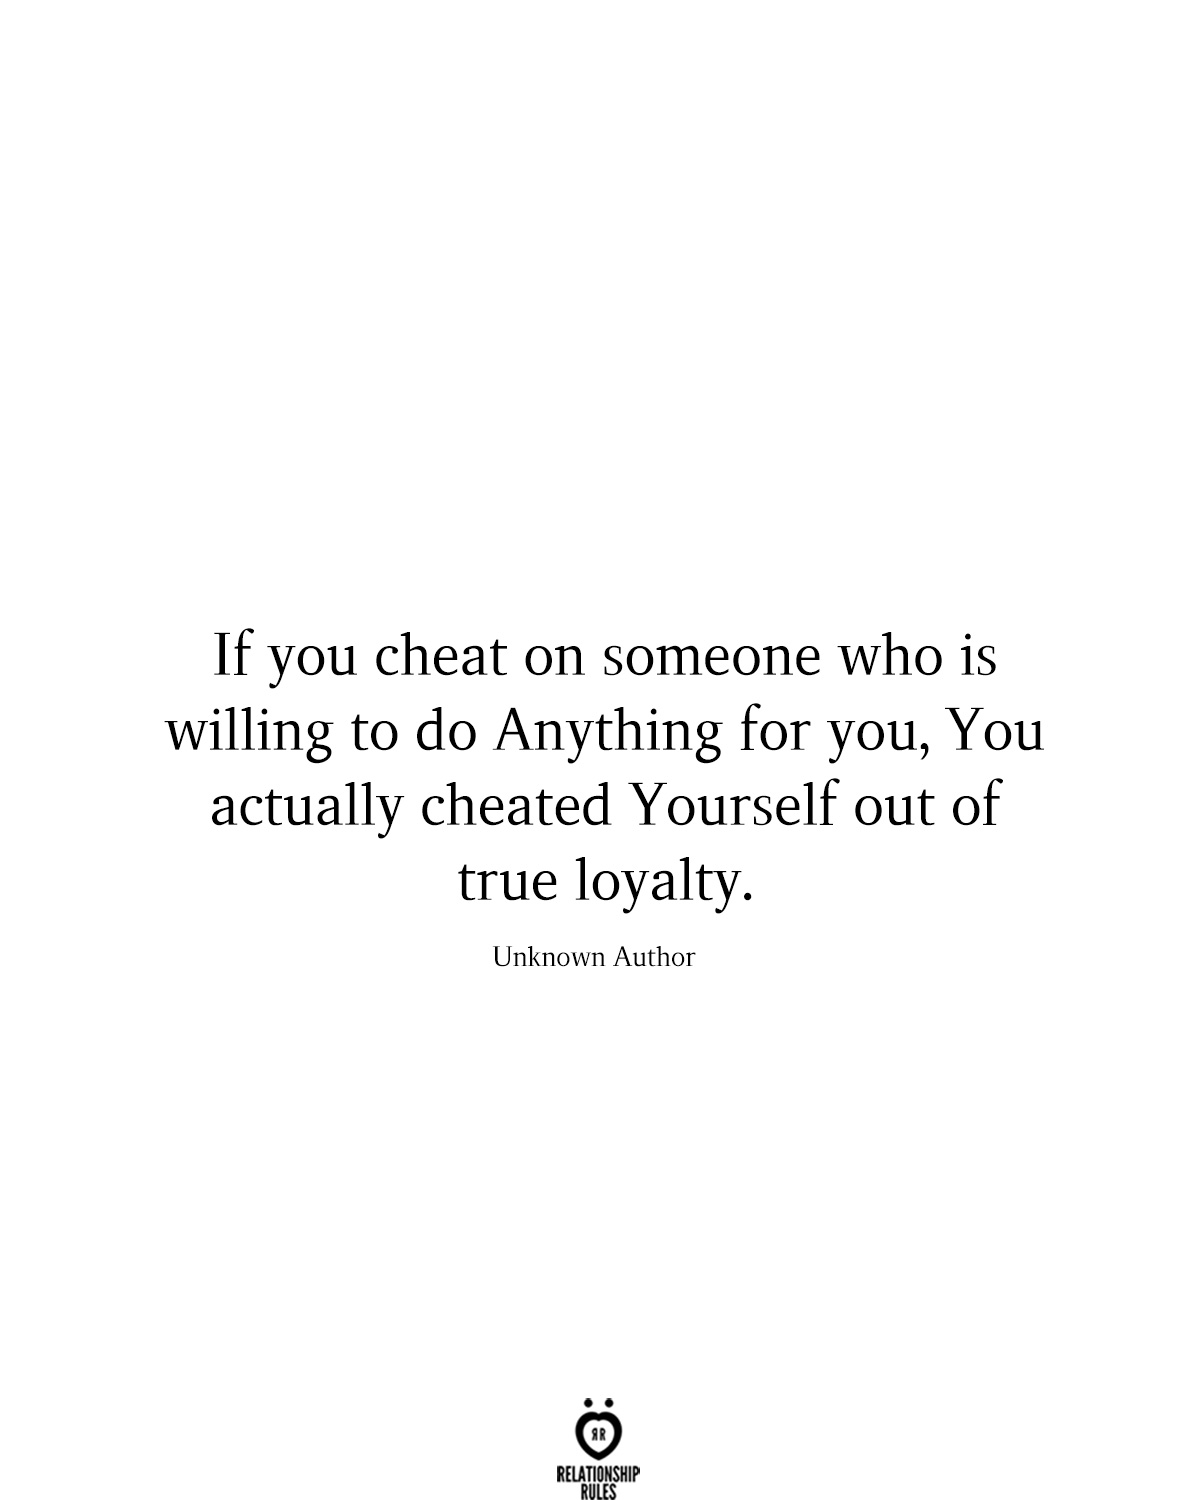 If you cheat on someone who is
willing to do Anything for you, You
actually cheated Yourself out of
true loyalty.
Unknown Author
ЯR
RELATIONSHIP
RULES